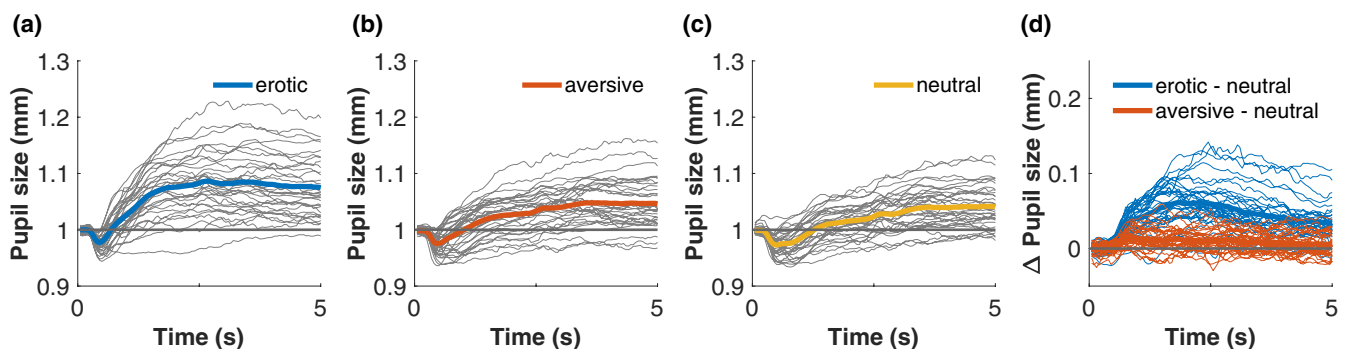 (a)
erotic
Pupil size (mm)
1.3
1.2
1.1
1
0.9
0
5
Time (s)
(b)
aversive
Pupil size (mm)
1.3
1.2
1.1
1
0.9
0
5
Time (s)
(c)
neutral
Pupil size (mm)
1.3
1.2
1.1
1
0.9
0
5
Time (s)
(d)
erotic - neutral
aversive - neutral
Δ Pupil size (mm)
0.2
0.1
0
0
5
Time (s)